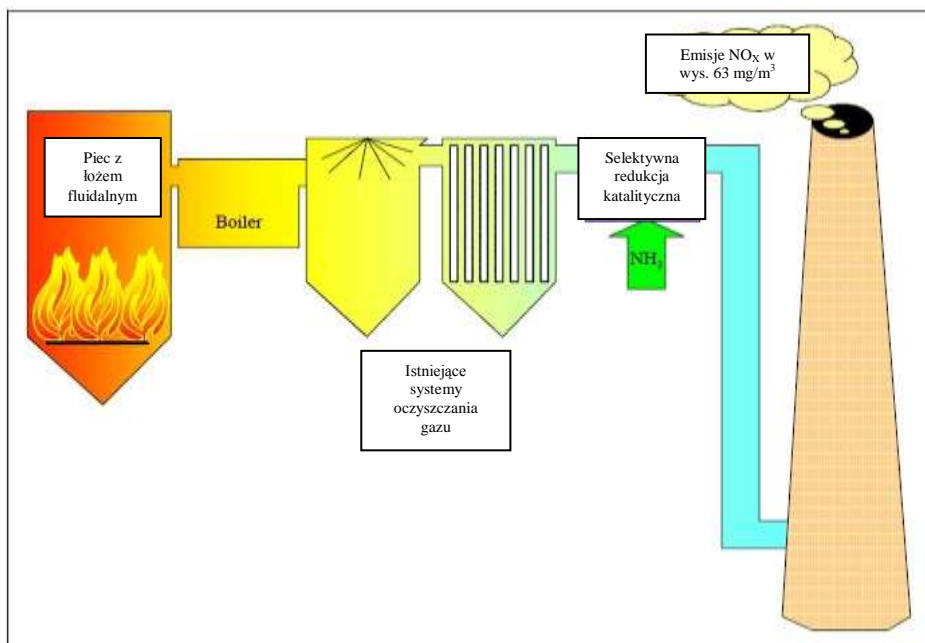 Emisje NOX w
wys. 63 mg/m³
Piec z
łożem
fluidalnym
Selektywna
redukcja
katalityczna
Boiler
NH3
Istniejące
systemy
oczyszczania
gazu